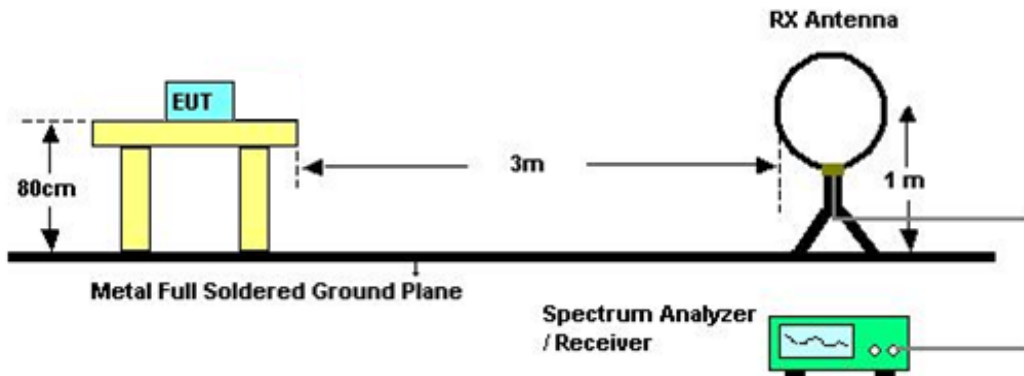 RX Antenna
EUT
3m
80cm
1 m
Metal Full Soldered Ground Plane
Spectrum Analyzer
/ Receiver